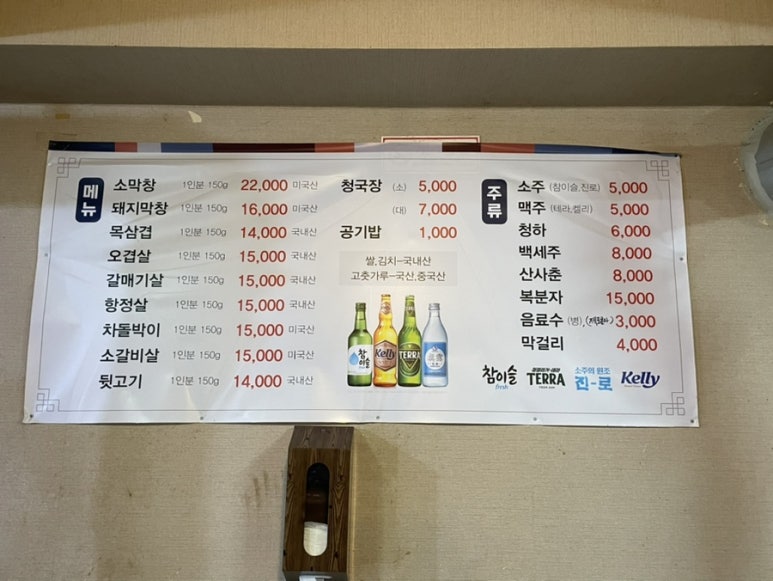 메뉴
소막창 1인분 150g 22,000 미국산
돼지막창 1인분 150g 16,000 미국산
목삼겹 1인분 150g 14,000 국내산
오겹살 1인분 150g 15,000 국내산
갈매기살 1인분 150g 15,000 국내산
항정살 1인분 150g 15,000 국내산
차돌박이 1인분 150g 15,000 미국산
소갈비살 1인분 150g 15,000 미국산
뒷고기 1인분 150g 14,000 국내산
청국장 (소) 5,000
(대) 7,000
공기밥 1,000
쌀,김치-국내산
고춧가루-국산,중국산
참이슬
Kelly
TERRA
주류
소주 (참이슬,진로) 5,000
맥주 (테라,켈리) 5,000
청하 6,000
백세주 8,000
산사춘 8,000
복분자 15,000
음료수 (병), 3,000
막걸리 4,000
참이슬 fresh
TERRA
소주의 원조
진-로
Kelly